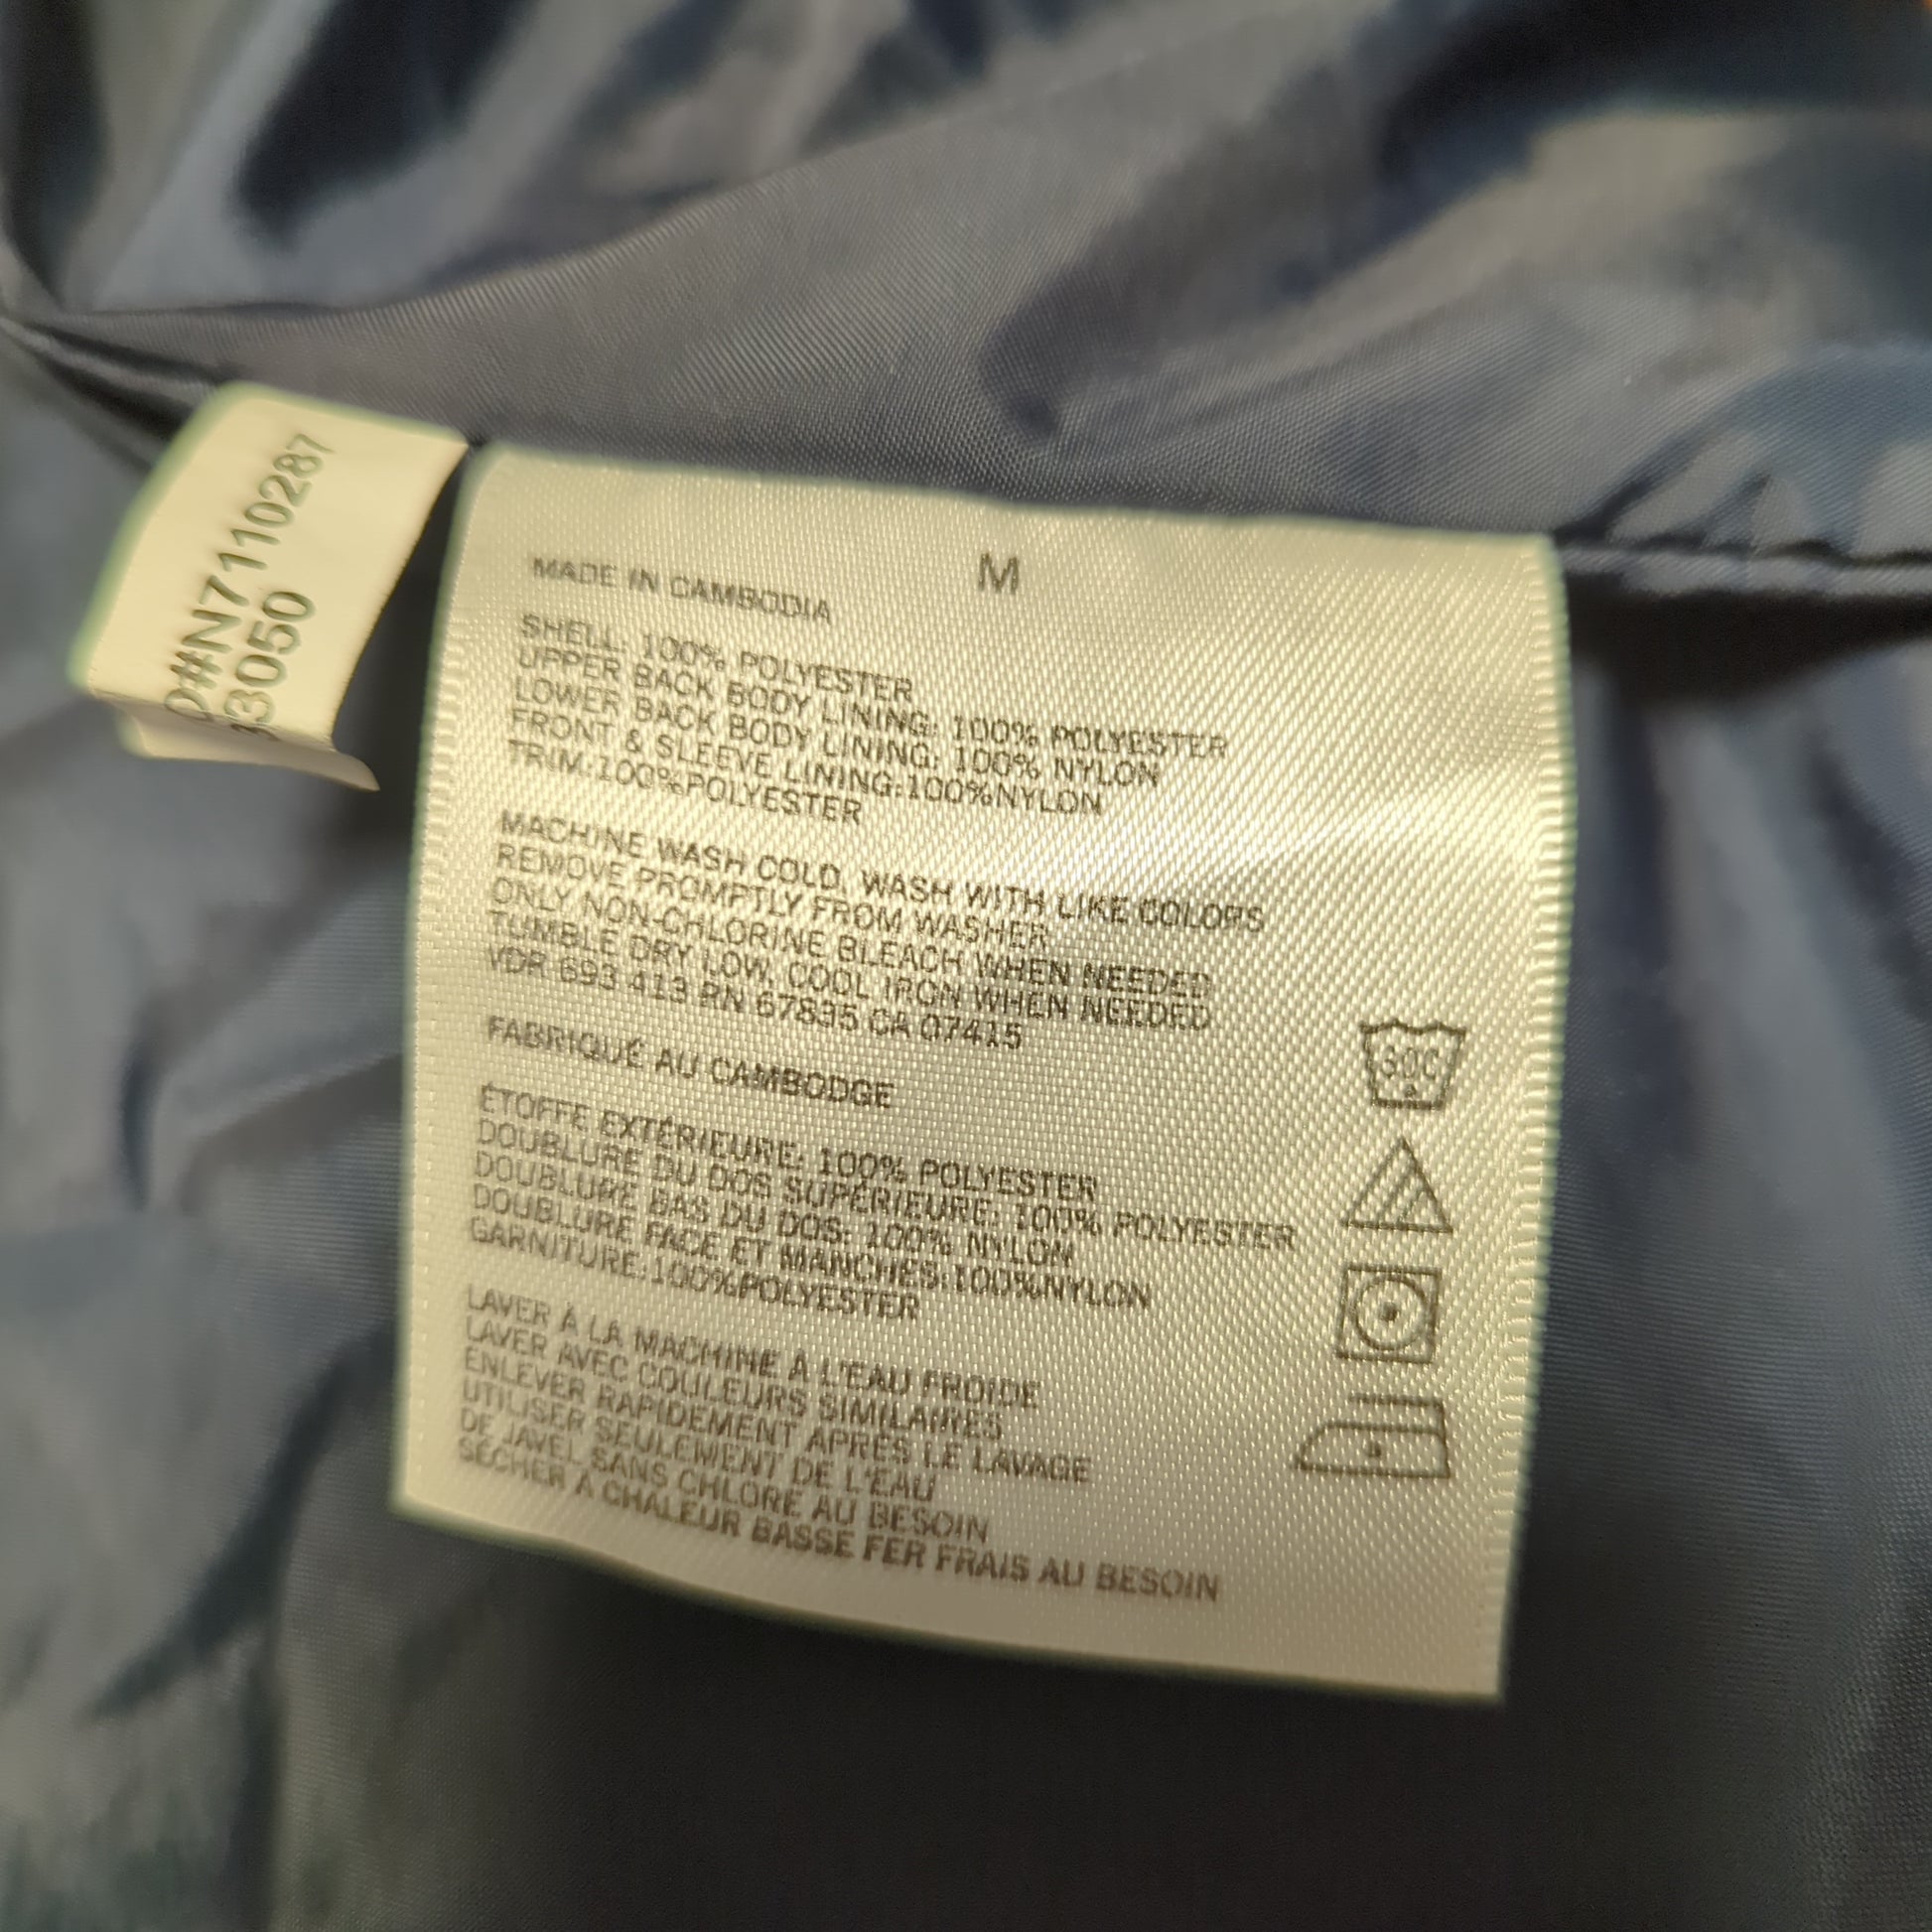 O#N7110287
33050
M
MADE IN CAMBODIA
SHELL: 100% POLYESTER
UPPER BACK BODY LINING: 100% POLYESTER
LOWER BACK BODY LINING: 100% NYLON
FRONT & SLEEVE LINING:100%NYLON
TRIM:100%POLYESTER
MACHINE WASH COLD, WASH WITH LIKE COLORS
REMOVE PROMPTLY FROM WASHER
ONLY NON-CHLORINE BLEACH WHEN NEEDED
TUMBLE DRY LOW, COOL IRON WHEN NEEDED
VDR 693 413 RN 67835 CA 07415
FABRIQUÉ AU CAMBODGE
ÉTOFFE EXTÉRIEURE: 100% POLYESTER
DOUBLURE DU DOS SUPÉRIEURE: 100% POLYESTER
DOUBLURE BAS DU DOS: 100% NYLON
DOUBLURE FACE ET MANCHES:100%NYLON
GARNITURE:100%POLYESTER
LAVER À LA MACHINE À L'EAU FROIDE
LAVER AVEC COULEURS SIMILAIRES
ENLEVER RAPIDEMENT APRÈS LE LAVAGE
UTILISER SEULEMENT DE L'EAU
DE JAVEL SANS CHLORE AU BESOIN
SÉCHER À CHALEUR BASSE FER FRAIS AU BESOIN
30C